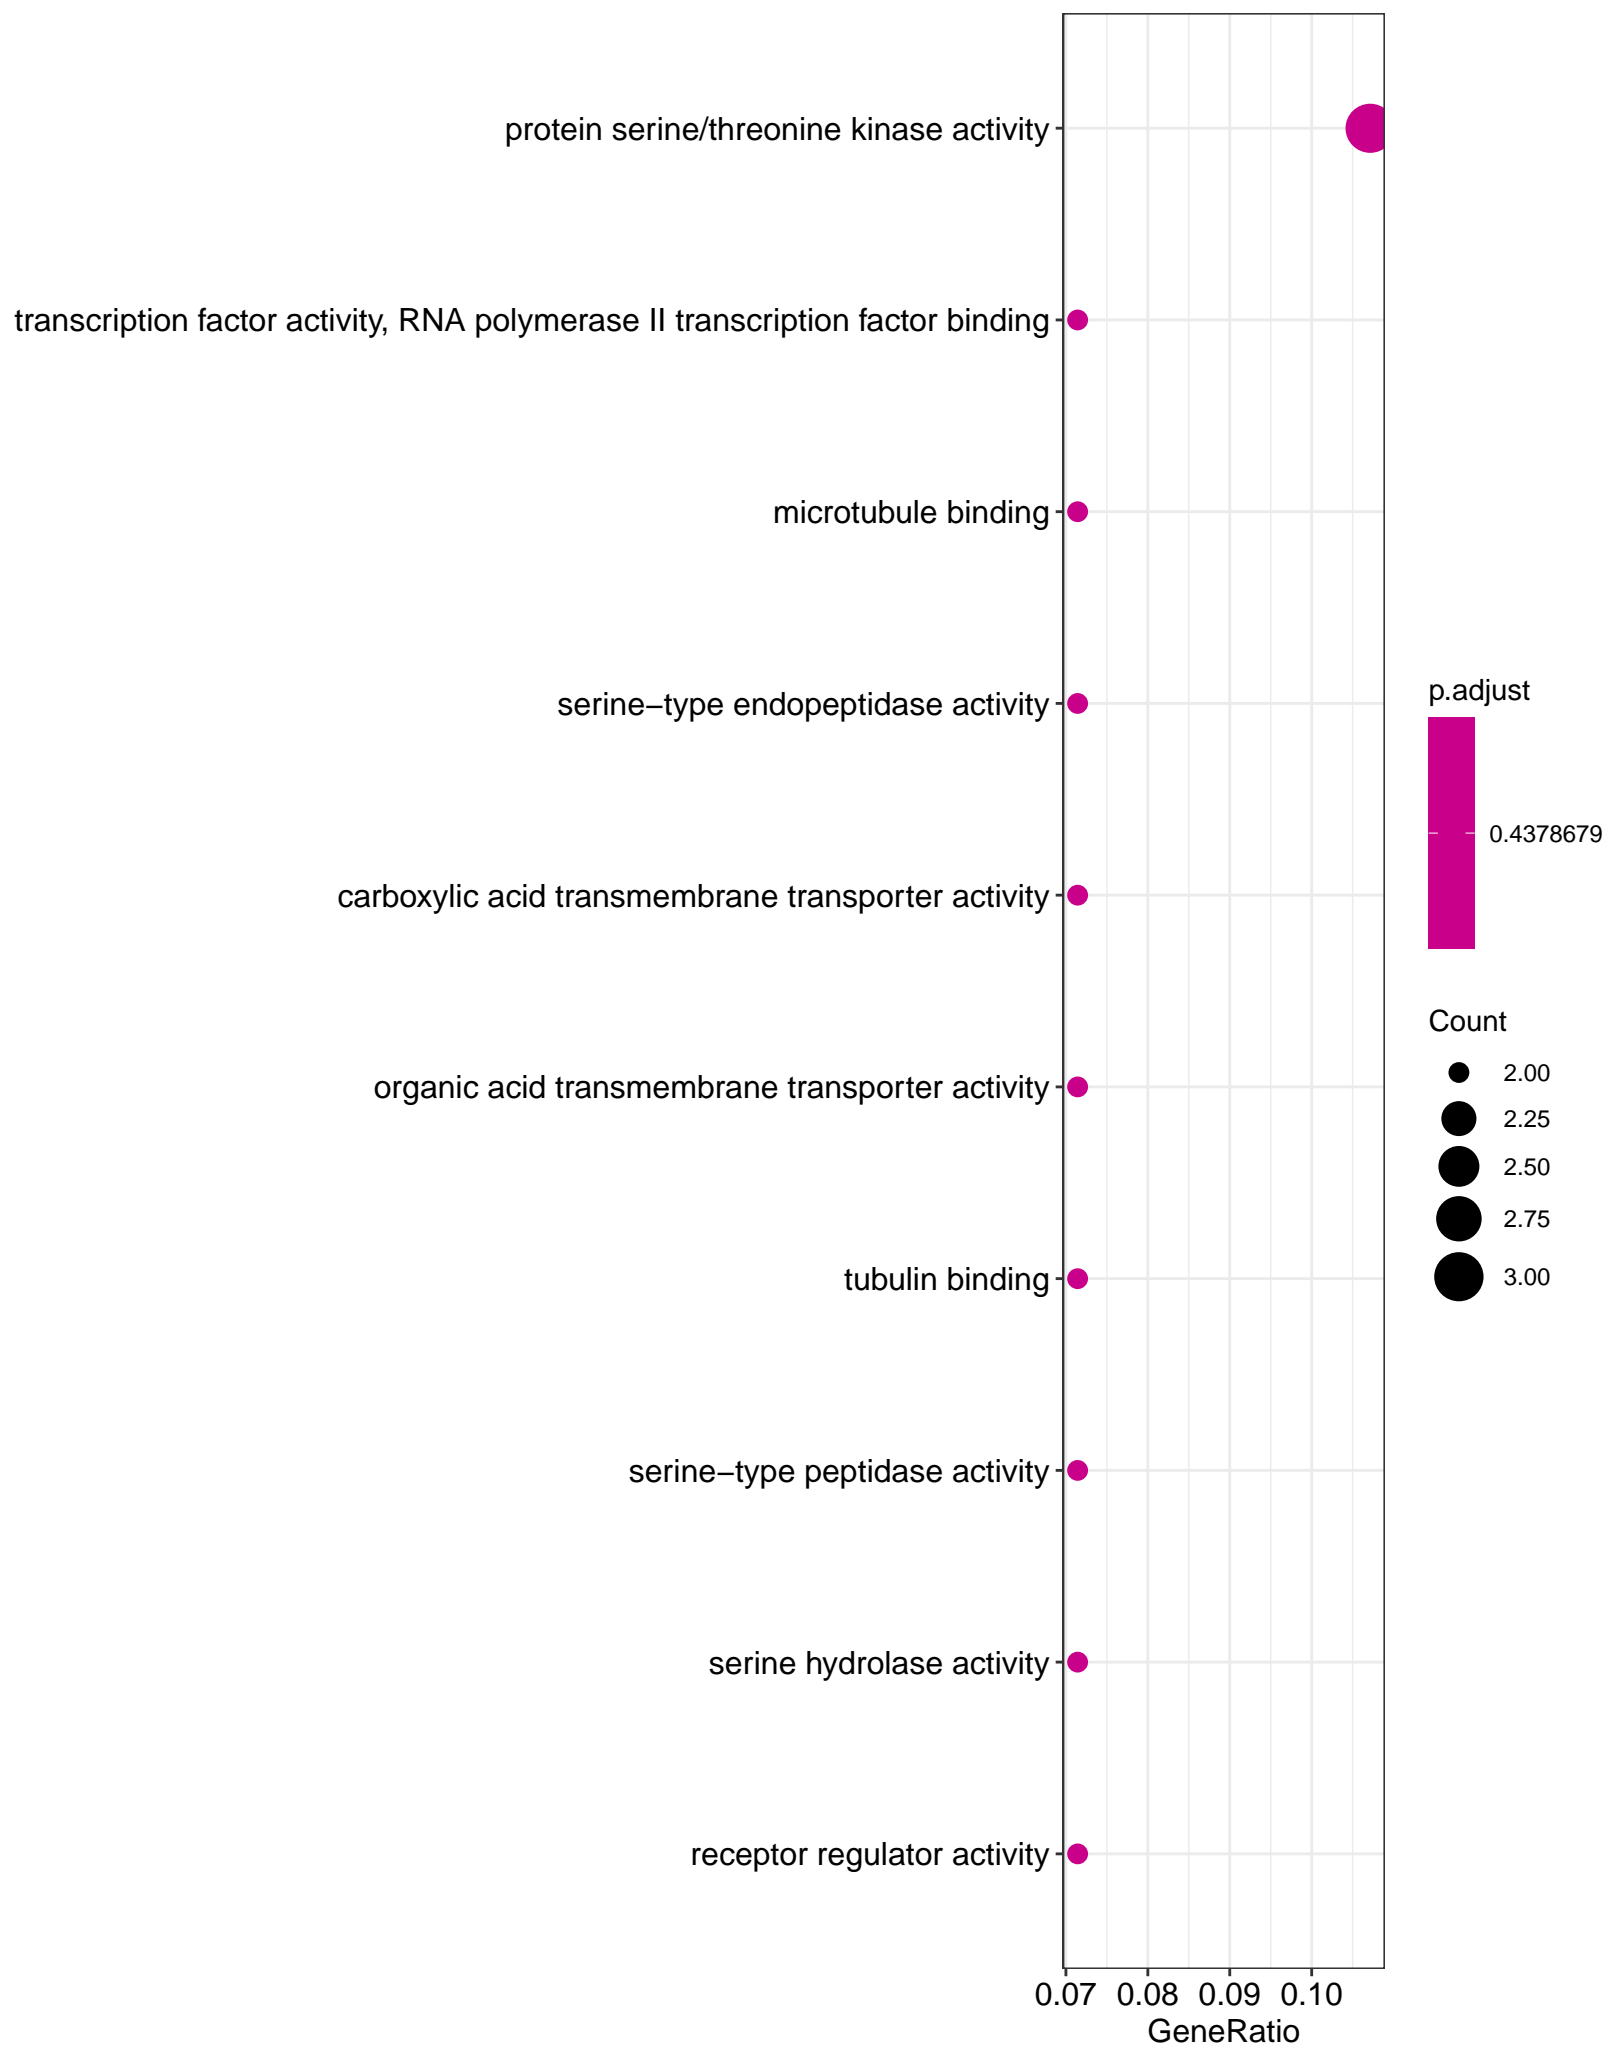 protein serine/threonine kinase activity
transcription factor activity, RNA polymerase II transcription factor binding
microtubule binding
serine−type endopeptidase activity
carboxylic acid transmembrane transporter activity
organic acid transmembrane transporter activity
tubulin binding
serine−type peptidase activity
serine hydrolase activity
receptor regulator activity
0.07 0.08 0.09 0.10
GeneRatio
p.adjust
0.4378679
Count
2.00
2.25
2.50
2.75
3.00